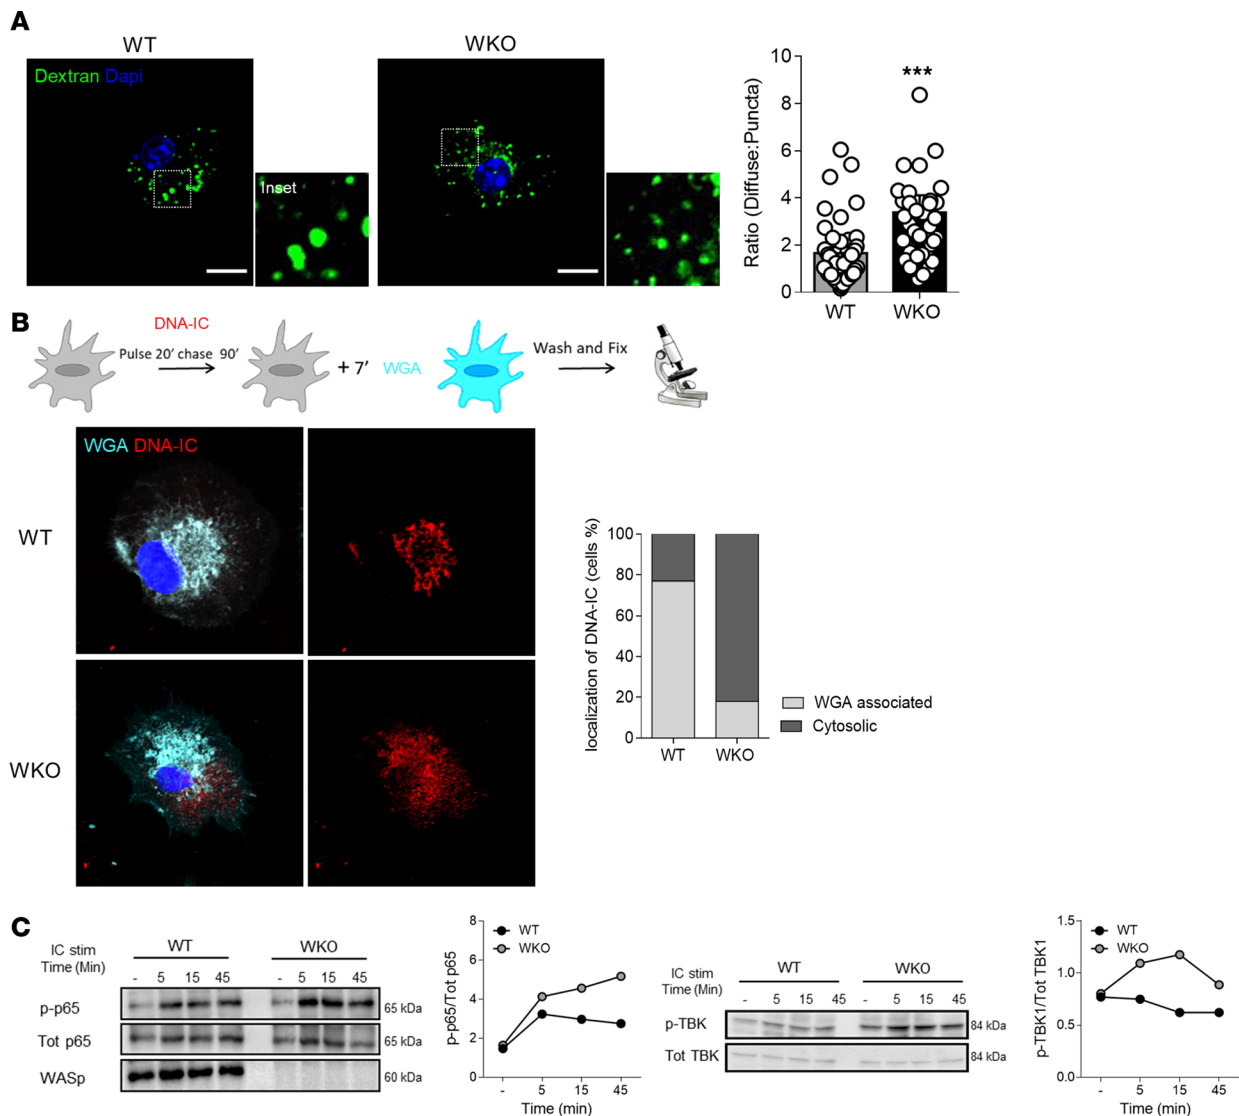 A
WT
WKO
Dextran Dapi
Inset
Ratio (Diffuse:Puncta)
10
8
6
4
2
0
***
WT
WKO
B
DNA-IC
Pulse 20′ chase 90′
+ 7′ WGA
Wash and Fix
WGA DNA-IC
WT
WKO
localization of DNA-IC (cells %)
100
80
60
40
20
0
WT
WKO
WGA associated
Cytosolic
C
IC stim
Time (Min)
WT
WKO
- 5 15 45 - 5 15 45
p-p65
65 kDa
Tot p65
65 kDa
WASp
60 kDa
p-p65/Tot p65
8
6
4
2
0
WT
WKO
- 5 15 45
Time (min)
IC stim
Time (Min)
WT
WKO
- 5 15 45 - 5 15 45
p-TBK
84 kDa
Tot TBK
84 kDa
p-TBK1/Tot TBK1
1.5
1.0
0.5
0.0
WT
WKO
- 5 15 45
Time (min)